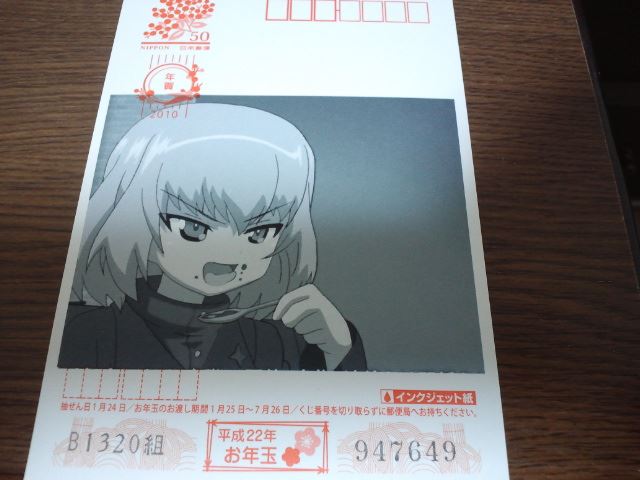 50
NIPPON 日本郵便
年賀
2010
インクジェット紙
抽せん日1月24日/お年玉のお渡し期間1月25日~7月26日/くじ番号を切り取らずに郵便局へお持ちください。
B1320組
平成22年
お年玉
947649